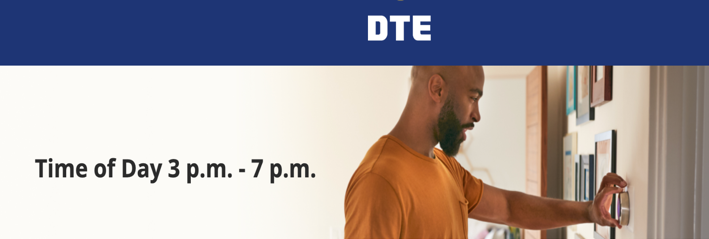 DTE
Time of Day 3 p.m. - 7 p.m.